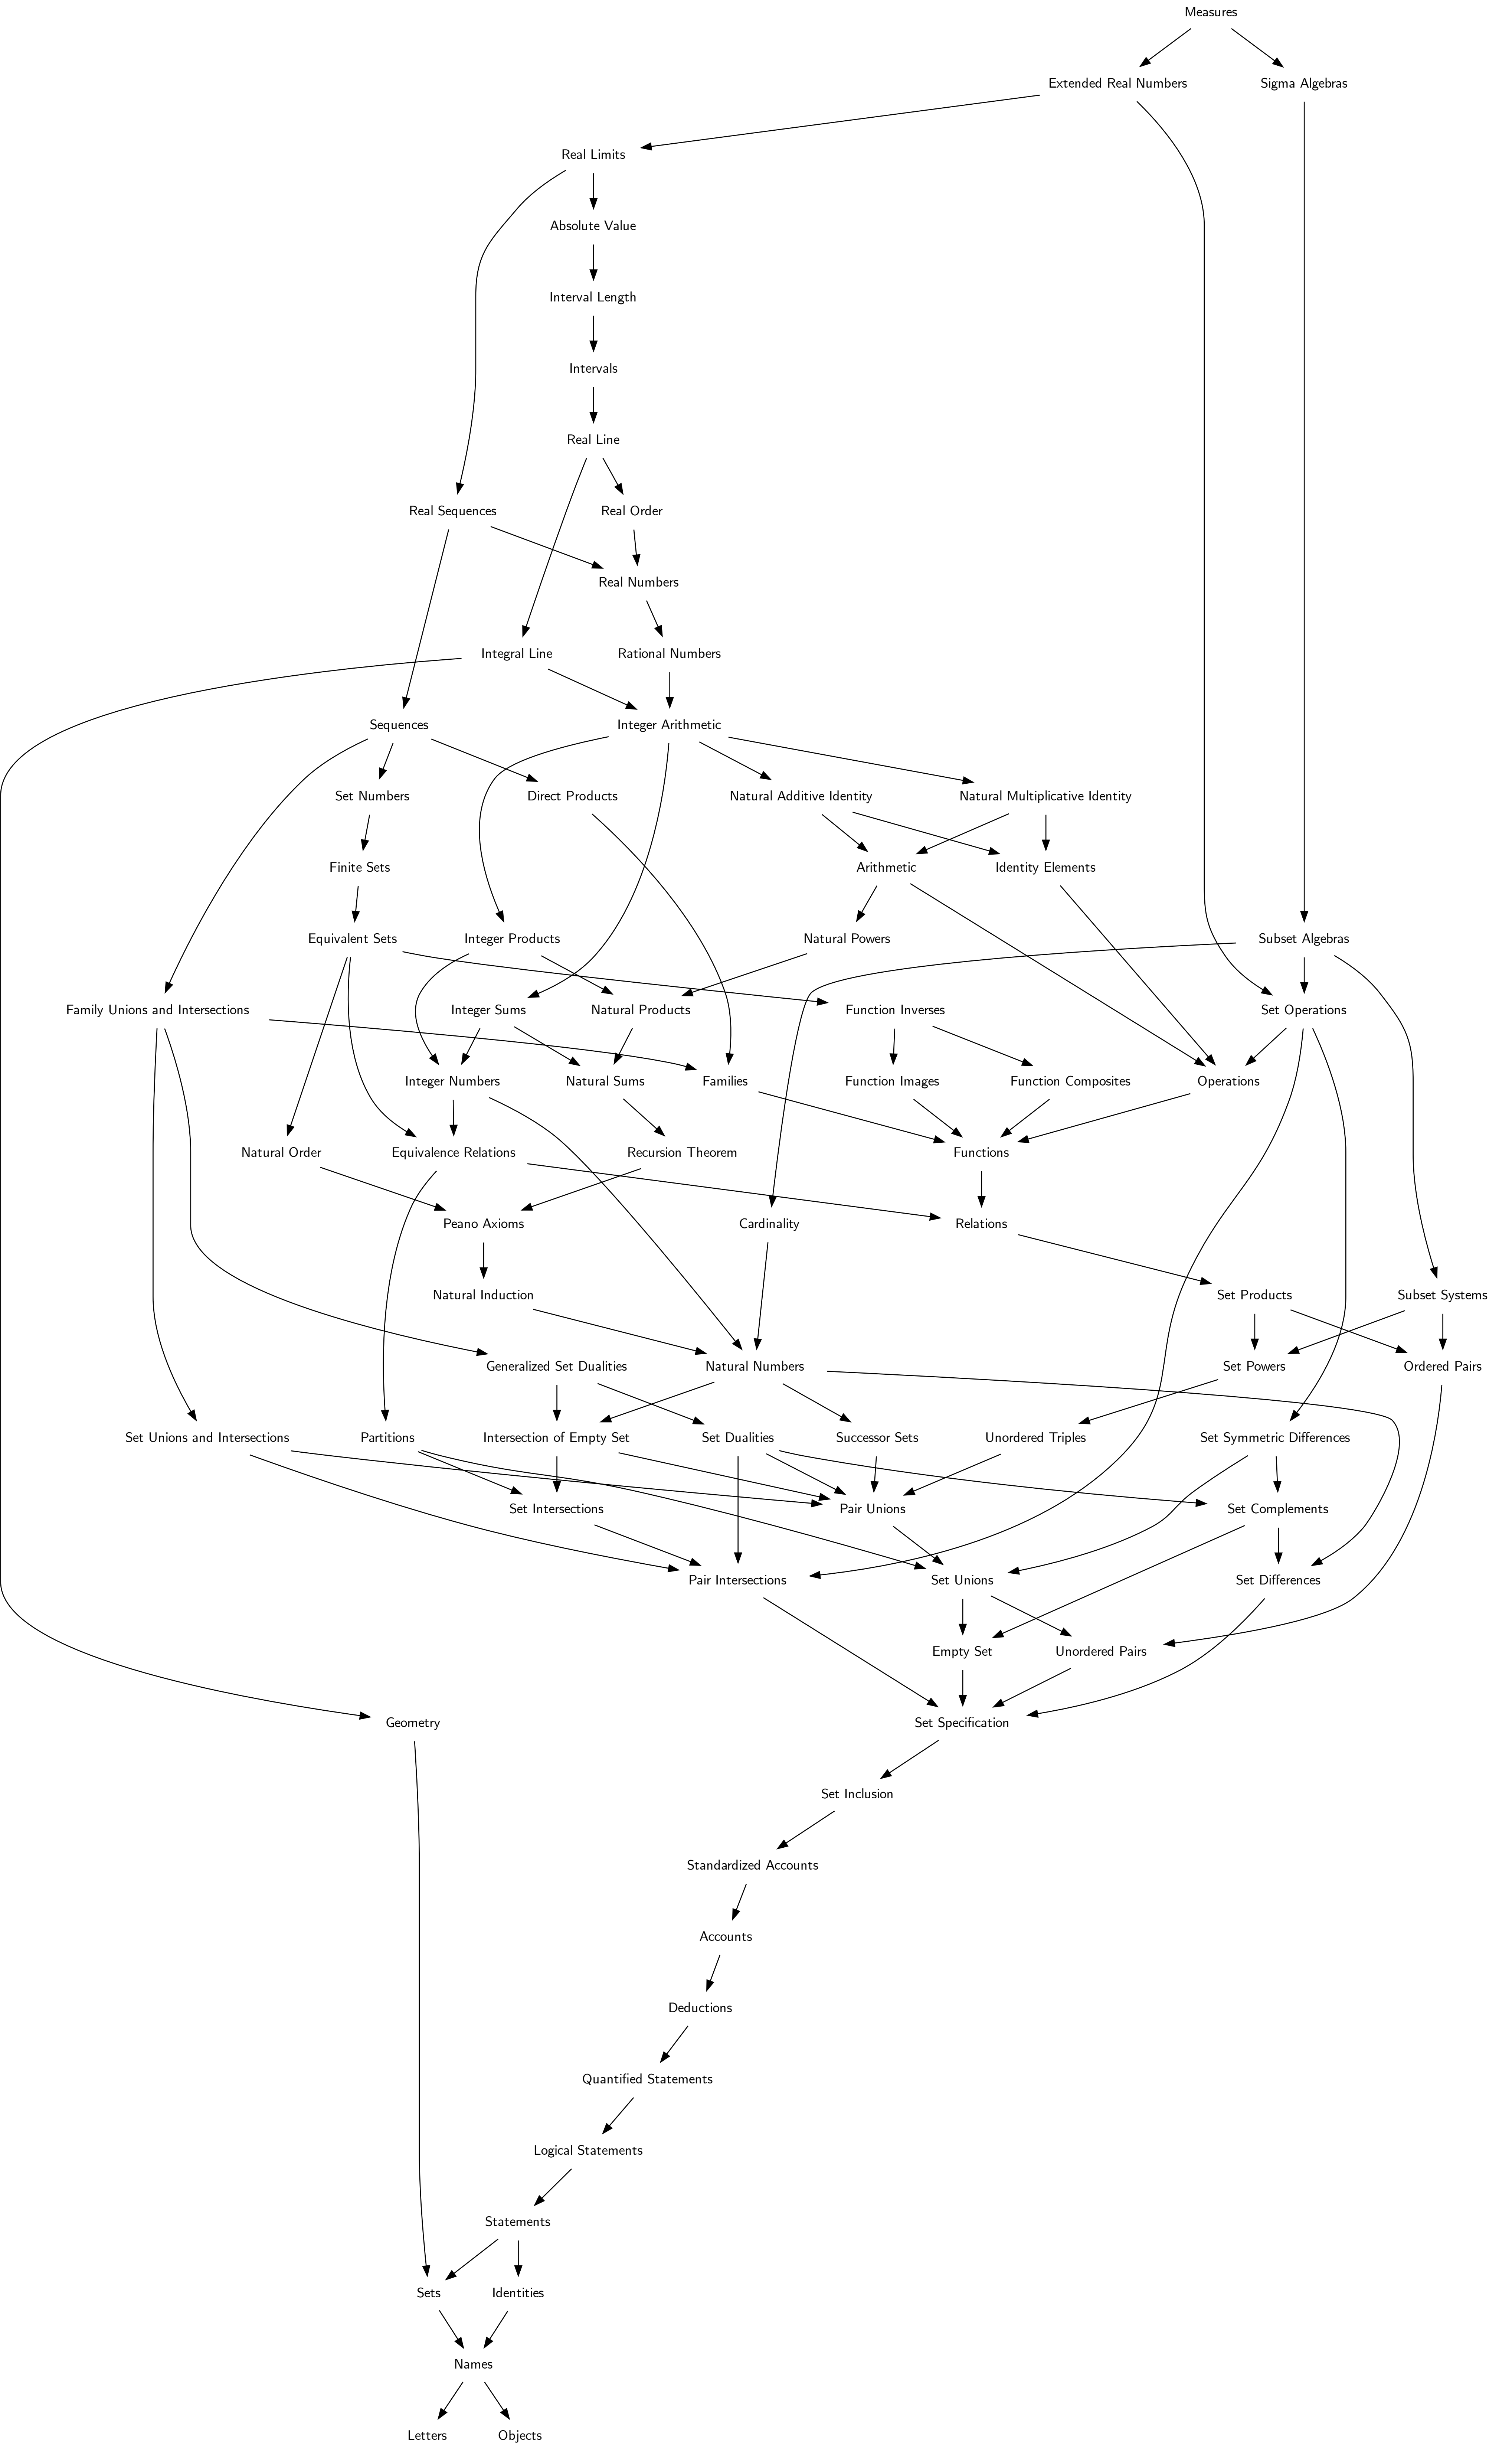 Measures
Extended Real Numbers
Sigma Algebras
Real Limits
Absolute Value
Interval Length
Intervals
Real Line
Real Sequences
Real Order
Real Numbers
Integral Line
Rational Numbers
Sequences
Integer Arithmetic
Set Numbers
Direct Products
Natural Additive Identity
Natural Multiplicative Identity
Finite Sets
Arithmetic
Identity Elements
Equivalent Sets
Integer Products
Natural Powers
Subset Algebras
Family Unions and Intersections
Integer Sums
Natural Products
Function Inverses
Set Operations
Integer Numbers
Natural Sums
Families
Function Images
Function Composites
Operations
Natural Order
Equivalence Relations
Recursion Theorem
Functions
Peano Axioms
Cardinality
Relations
Natural Induction
Set Products
Subset Systems
Generalized Set Dualities
Natural Numbers
Set Powers
Ordered Pairs
Set Unions and Intersections
Partitions
Intersection of Empty Set
Set Dualities
Successor Sets
Unordered Triples
Set Symmetric Differences
Set Intersections
Pair Unions
Set Complements
Pair Intersections
Set Unions
Set Differences
Empty Set
Unordered Pairs
Geometry
Set Specification
Set Inclusion
Standardized Accounts
Accounts
Deductions
Quantified Statements
Logical Statements
Statements
Sets
Identities
Names
Letters
Objects